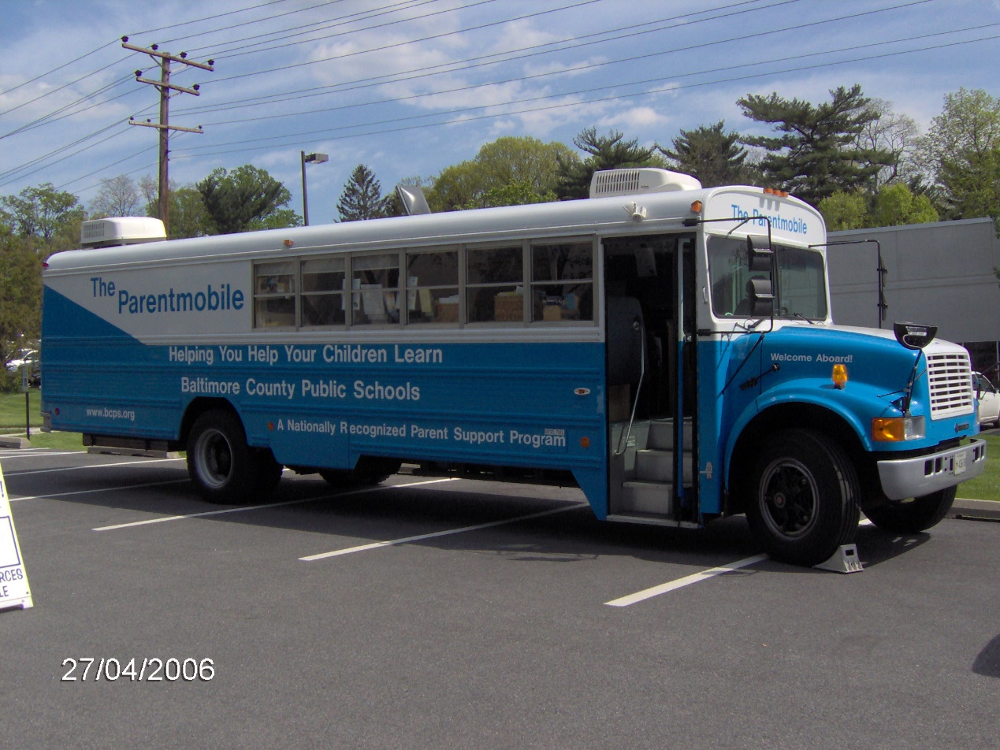 The Parentmobile
The
Parentmobile
Helping You Help Your Children Learn
Welcome Aboard!
Baltimore County Public Schools
www.bcps.org
A Nationally Recognized Parent Support Program
RCES
LE
27/04/2006